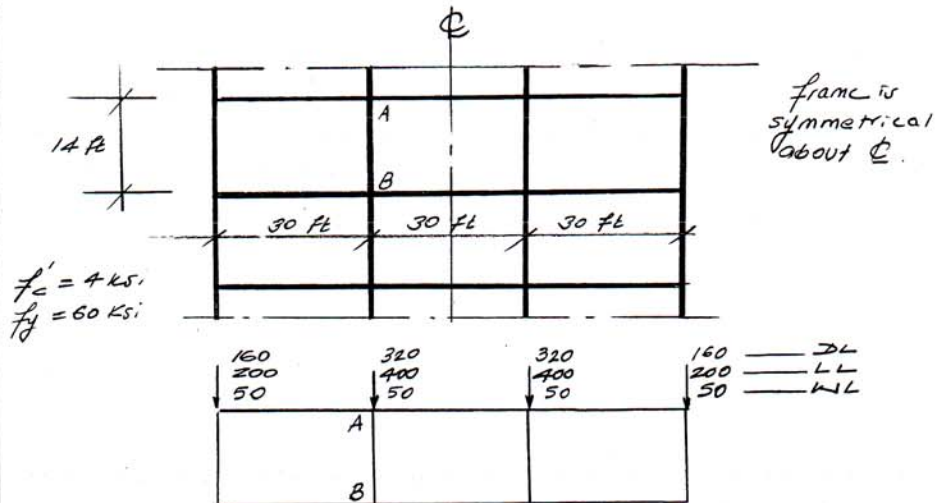 ℄
frame is
symmetrical
about ℄.
A
14 ft
B
30 ft 30 ft 30 ft
f'c = 4 ksi
fy = 60 Ksi
160 320 320 160 — DL
200 400 400 200 — LL
50 50 50 50 — WL
A
B